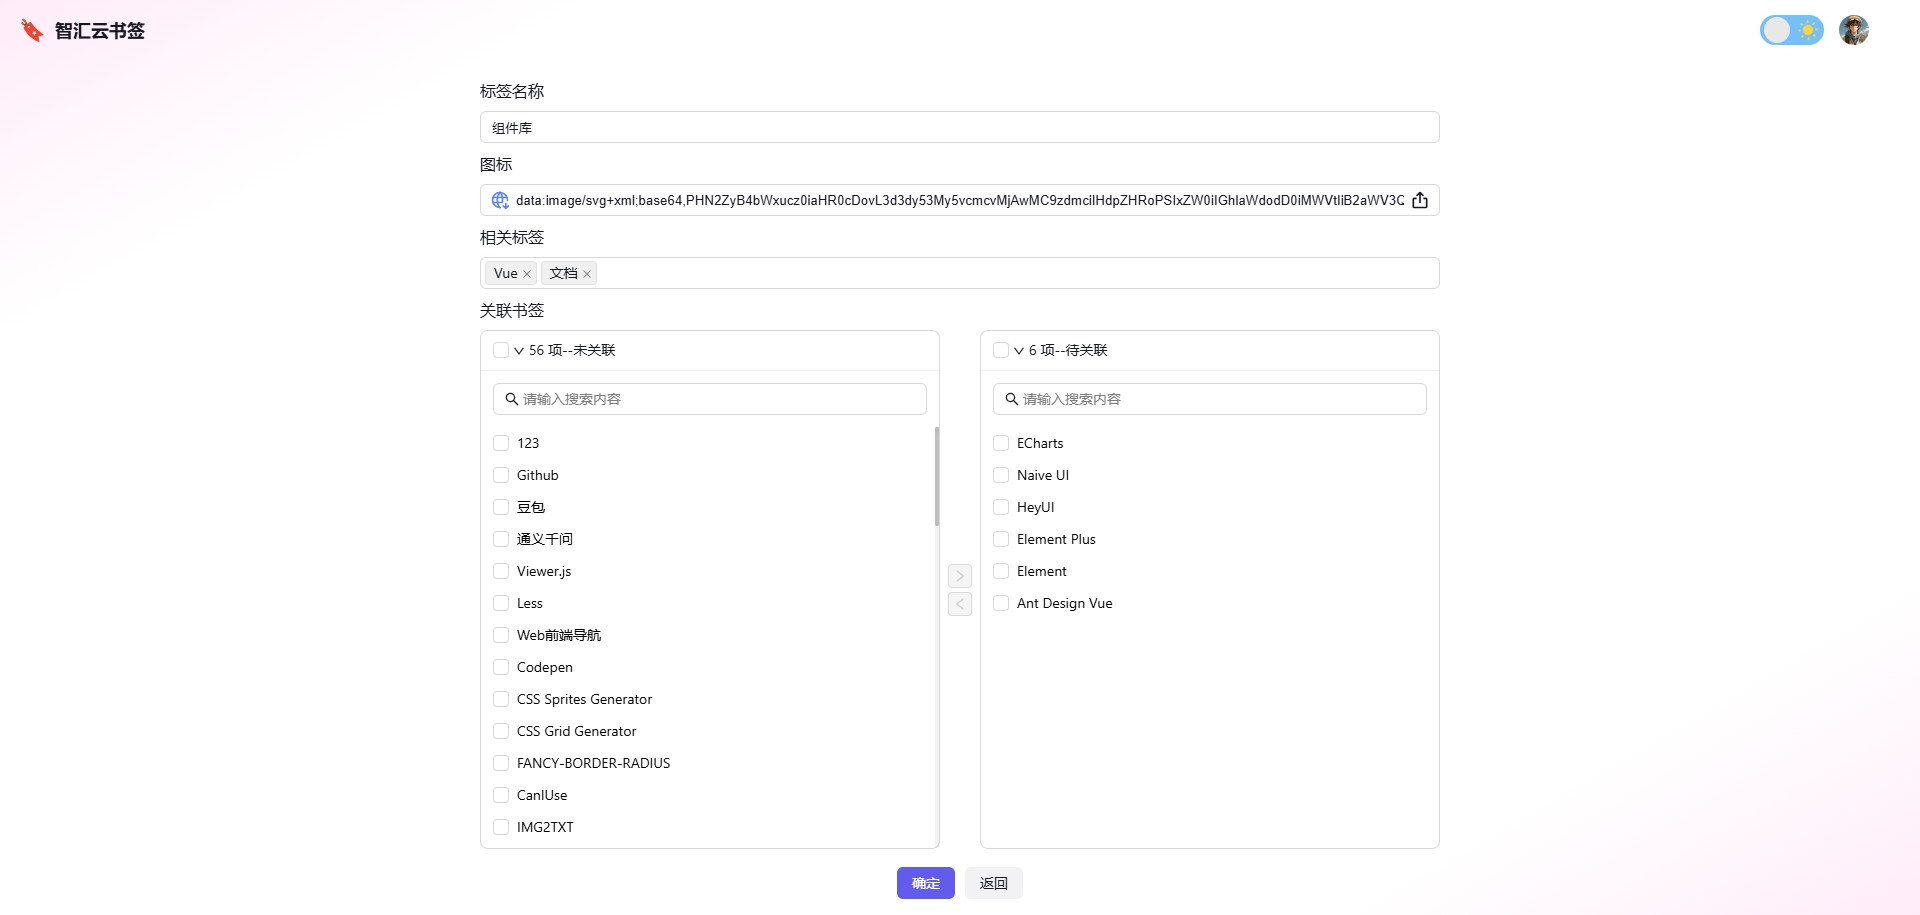 智汇云书签
标签名称
组件库
图标
data:image/svg+xml;base64,PHN2ZyB4bWxucz0iaHR0cDovL3d3dy53My5vcmcvMjAwMC9zdmciIHdpZHRoPSIxZW0iIGhlaWdodD0iMWVtIiB2aWV3Q
相关标签
Vue
文档
关联书签
56 项--未关联
请输入搜索内容
123
Github
豆包
通义千问
Viewer.js
Less
Web前端导航
Codepen
CSS Sprites Generator
CSS Grid Generator
FANCY-BORDER-RADIUS
CanIUse
IMG2TXT
6 项--待关联
请输入搜索内容
ECharts
Naive UI
HeyUI
Element Plus
Element
Ant Design Vue
确定
返回